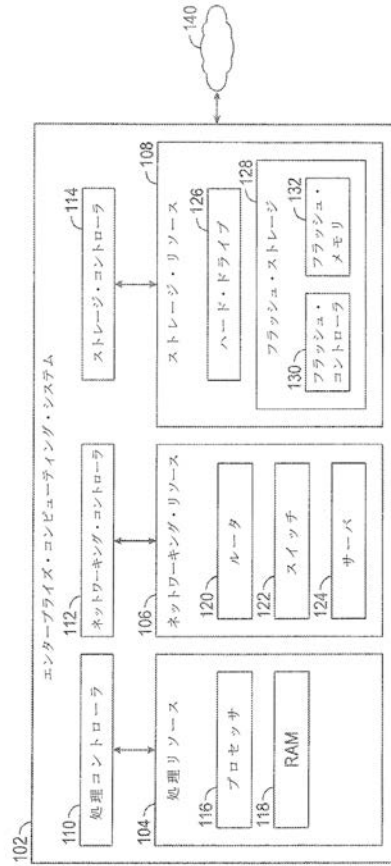 102
エンタープライズ・コンピューティング・システム
110
処理コントローラ
112
ネットワーキング・コントローラ
114
ストレージ・コントローラ
140
104
処理リソース
116
プロセッサ
118
RAM
106
ネットワーキング・リソース
120
ルータ
122
スイッチ
124
サーバ
108
ストレージ・リソース
126
ハード・ドライブ
128
フラッシュ・ストレージ
130
フラッシュ・
コントローラ
132
フラッシュ・
メモリ